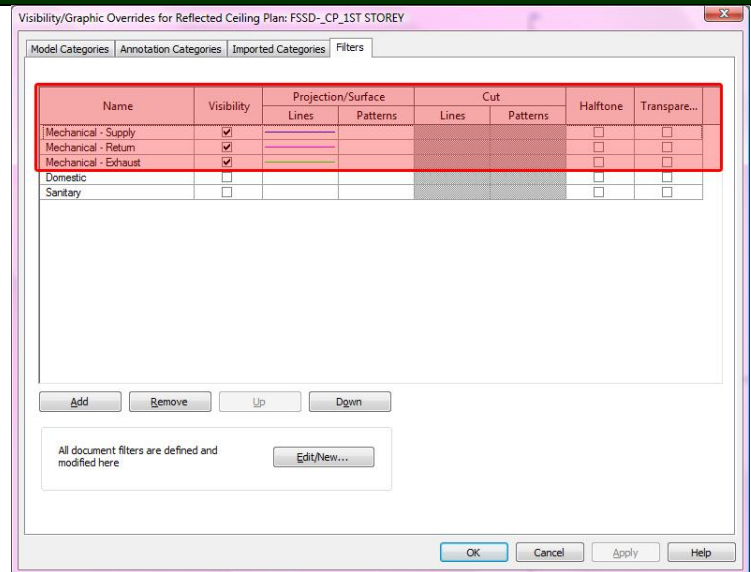 Visibility/Graphic Overrides for Reflected Ceiling Plan: FSSD-_CP_1ST STOREY
Model Categories Annotation Categories Imported Categories Filters
Name Visibility Projection/Surface Cut Halftone Transpare...
Lines Patterns Lines Patterns
Mechanical - Supply
Mechanical - Return
Mechanical - Exhaust
Domestic
Sanitary
Add Remove Up Down
All document filters are defined and
modified here
Edit/New...
OK Cancel Apply Help